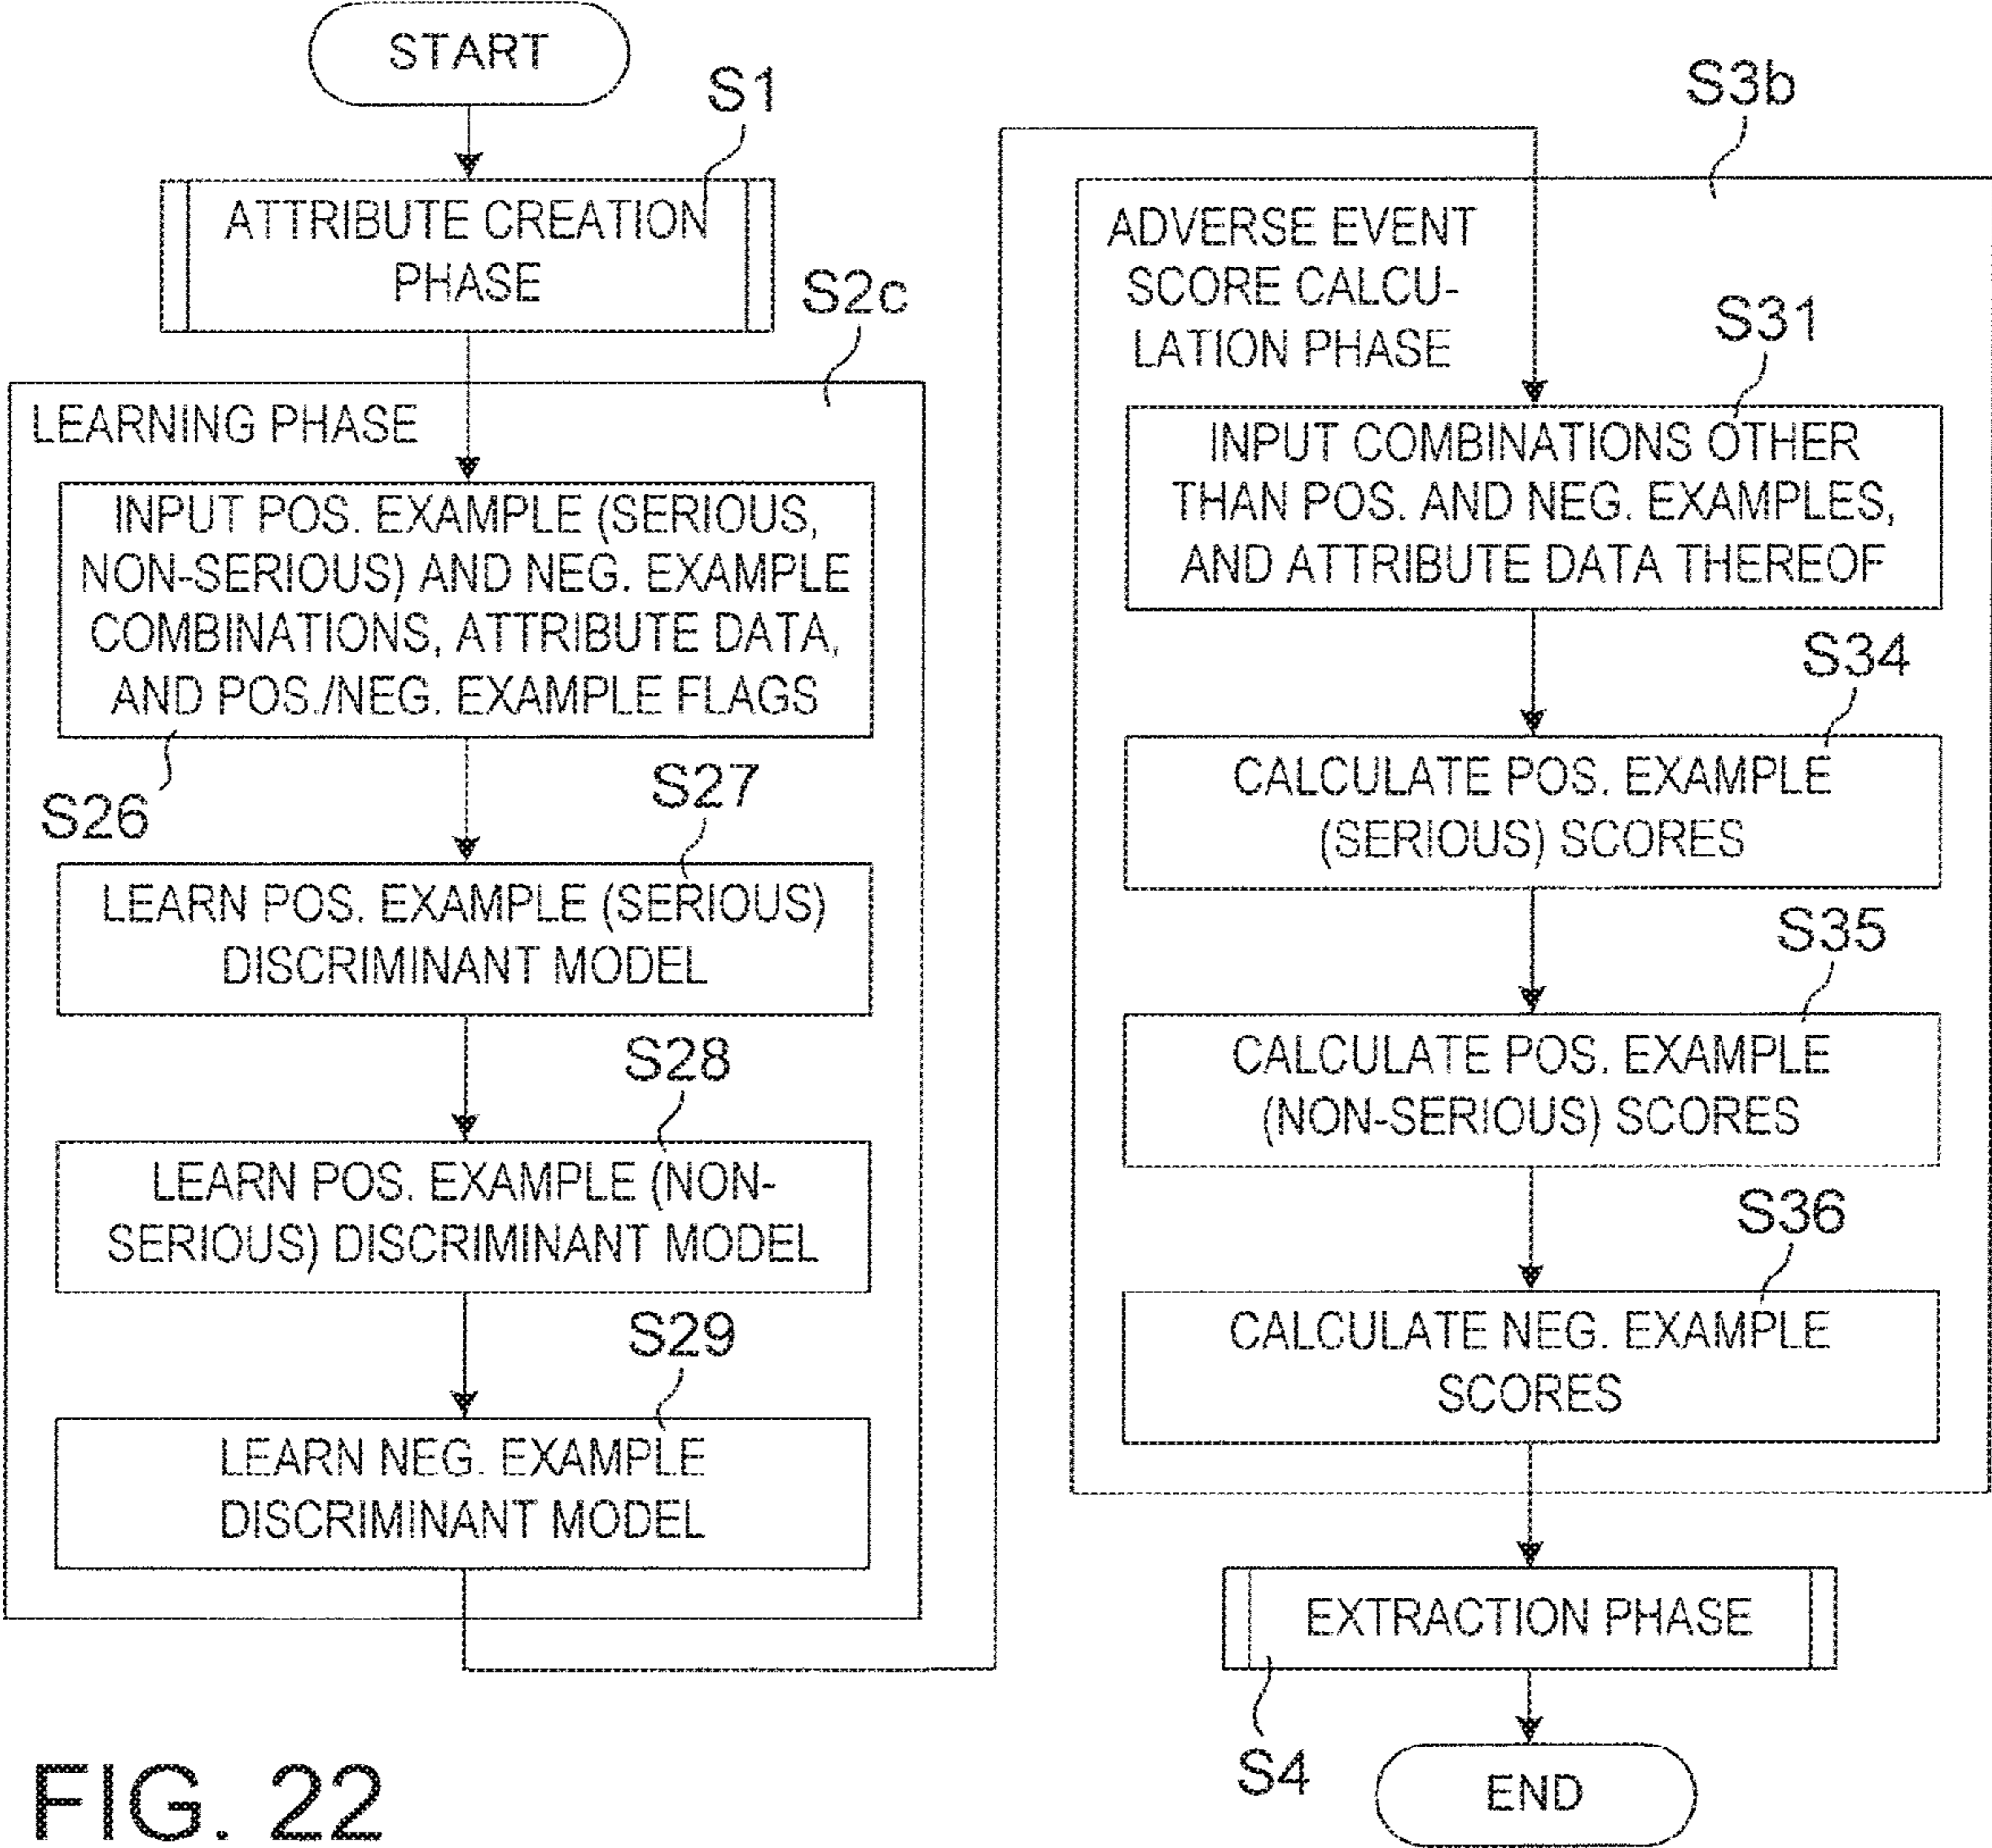 START
S1
ATTRIBUTE CREATION
PHASE
S2c
LEARNING PHASE
INPUT POS. EXAMPLE (SERIOUS,
NON-SERIOUS) AND NEG. EXAMPLE
COMBINATIONS, ATTRIBUTE DATA,
AND POS./NEG. EXAMPLE FLAGS
S26
S27
LEARN POS. EXAMPLE (SERIOUS)
DISCRIMINANT MODEL
S28
LEARN POS. EXAMPLE (NON-
SERIOUS) DISCRIMINANT MODEL
S29
LEARN NEG. EXAMPLE
DISCRIMINANT MODEL
S3b
ADVERSE EVENT
SCORE CALCU-
LATION PHASE
S31
INPUT COMBINATIONS OTHER
THAN POS. AND NEG. EXAMPLES,
AND ATTRIBUTE DATA THEREOF
S34
CALCULATE POS. EXAMPLE
(SERIOUS) SCORES
S35
CALCULATE POS. EXAMPLE
(NON-SERIOUS) SCORES
S36
CALCULATE NEG. EXAMPLE
SCORES
EXTRACTION PHASE
S4
END
FIG. 22